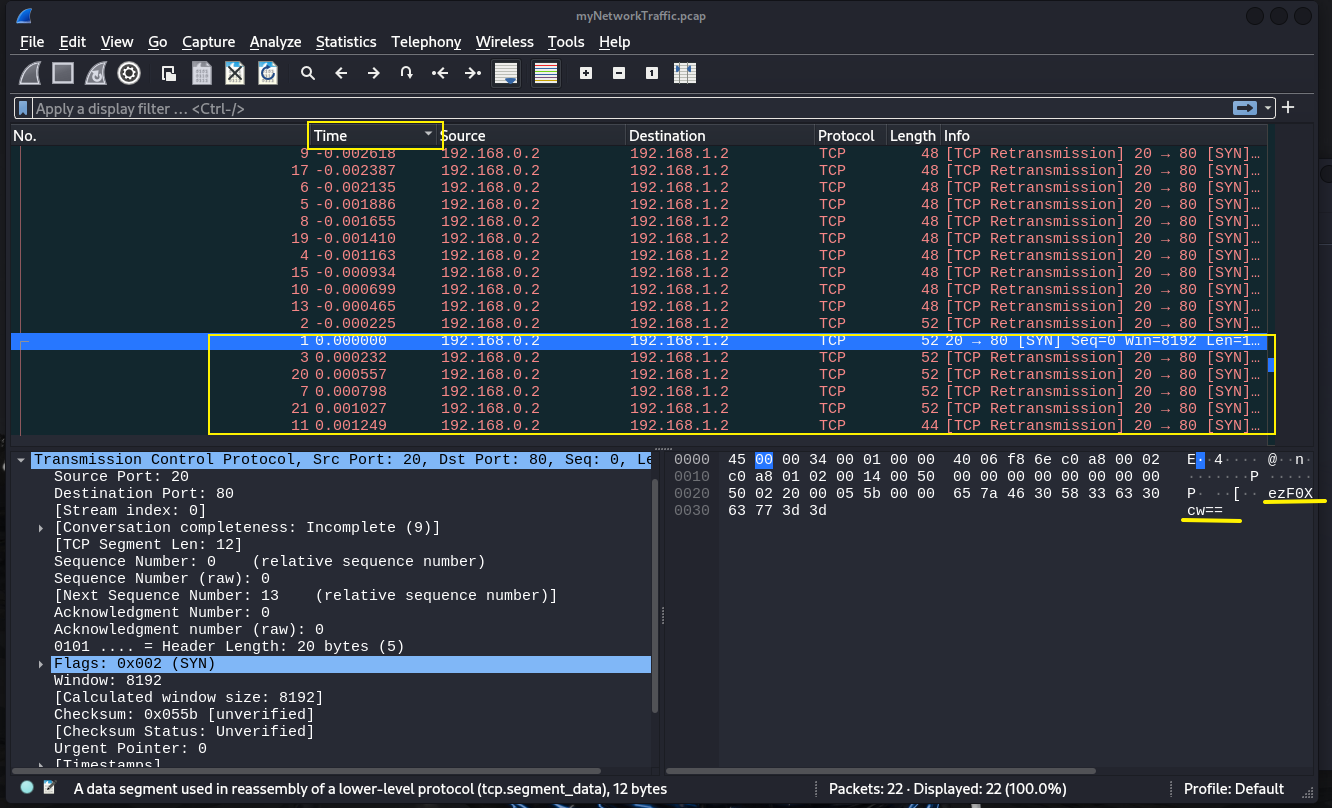 myNetworkTraffic.pcap
File Edit View Go Capture Analyze Statistics Telephony Wireless Tools Help
Apply a display filter … <Ctrl-/>
No. Time Source Destination Protocol Length Info
9 -0.002618 192.168.0.2 192.168.1.2 TCP 48 [TCP Retransmission] 20 → 80 [SYN]…
17 -0.002387 192.168.0.2 192.168.1.2 TCP 48 [TCP Retransmission] 20 → 80 [SYN]…
6 -0.002135 192.168.0.2 192.168.1.2 TCP 48 [TCP Retransmission] 20 → 80 [SYN]…
5 -0.001886 192.168.0.2 192.168.1.2 TCP 48 [TCP Retransmission] 20 → 80 [SYN]…
8 -0.001655 192.168.0.2 192.168.1.2 TCP 48 [TCP Retransmission] 20 → 80 [SYN]…
19 -0.001410 192.168.0.2 192.168.1.2 TCP 48 [TCP Retransmission] 20 → 80 [SYN]…
4 -0.001163 192.168.0.2 192.168.1.2 TCP 48 [TCP Retransmission] 20 → 80 [SYN]…
15 -0.000934 192.168.0.2 192.168.1.2 TCP 48 [TCP Retransmission] 20 → 80 [SYN]…
10 -0.000699 192.168.0.2 192.168.1.2 TCP 48 [TCP Retransmission] 20 → 80 [SYN]…
13 -0.000465 192.168.0.2 192.168.1.2 TCP 48 [TCP Retransmission] 20 → 80 [SYN]…
2 -0.000225 192.168.0.2 192.168.1.2 TCP 52 [TCP Retransmission] 20 → 80 [SYN]…
1 0.000000 192.168.0.2 192.168.1.2 TCP 52 20 → 80 [SYN] Seq=0 Win=8192 Len=1…
3 0.000232 192.168.0.2 192.168.1.2 TCP 52 [TCP Retransmission] 20 → 80 [SYN]…
20 0.000557 192.168.0.2 192.168.1.2 TCP 52 [TCP Retransmission] 20 → 80 [SYN]…
7 0.000798 192.168.0.2 192.168.1.2 TCP 52 [TCP Retransmission] 20 → 80 [SYN]…
21 0.001027 192.168.0.2 192.168.1.2 TCP 52 [TCP Retransmission] 20 → 80 [SYN]…
11 0.001249 192.168.0.2 192.168.1.2 TCP 44 [TCP Retransmission] 20 → 80 [SYN]…
Transmission Control Protocol, Src Port: 20, Dst Port: 80, Seq: 0, Le
Source Port: 20
Destination Port: 80
[Stream index: 0]
[Conversation completeness: Incomplete (9)]
[TCP Segment Len: 12]
Sequence Number: 0 (relative sequence number)
Sequence Number (raw): 0
[Next Sequence Number: 13 (relative sequence number)]
Acknowledgment Number: 0
Acknowledgment number (raw): 0
0101 .... = Header Length: 20 bytes (5)
Flags: 0x002 (SYN)
Window: 8192
[Calculated window size: 8192]
Checksum: 0x055b [unverified]
[Checksum Status: Unverified]
Urgent Pointer: 0
[Timestamps]
0000 45 00 00 34 00 01 00 00 40 06 f8 6e c0 a8 00 02 E··4···· @··n
0010 c0 a8 01 02 00 14 00 50 00 00 00 00 00 00 00 00 ·······P ·····
0020 50 02 20 00 05 5b 00 00 65 7a 46 30 58 33 63 30 P· ··[·· ezF0X
0030 63 77 3d 3d cw==
A data segment used in reassembly of a lower-level protocol (tcp.segment_data), 12 bytes
Packets: 22 · Displayed: 22 (100.0%)
Profile: Default